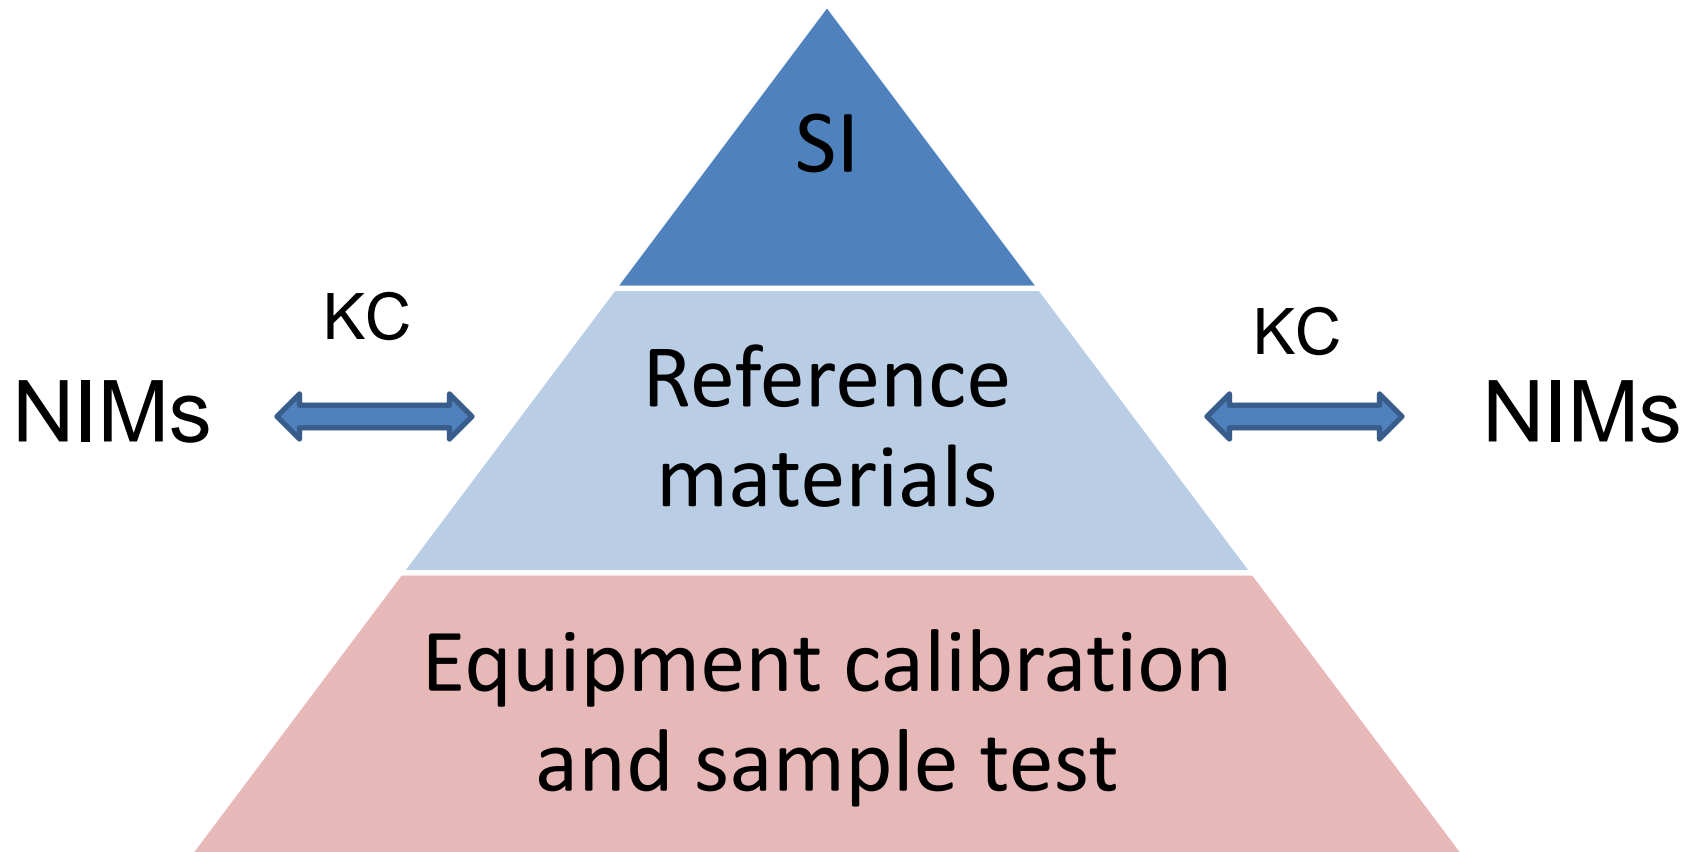 SI
KC
KC
NIMs
Reference
materials
NIMs
Equipment calibration
and sample test